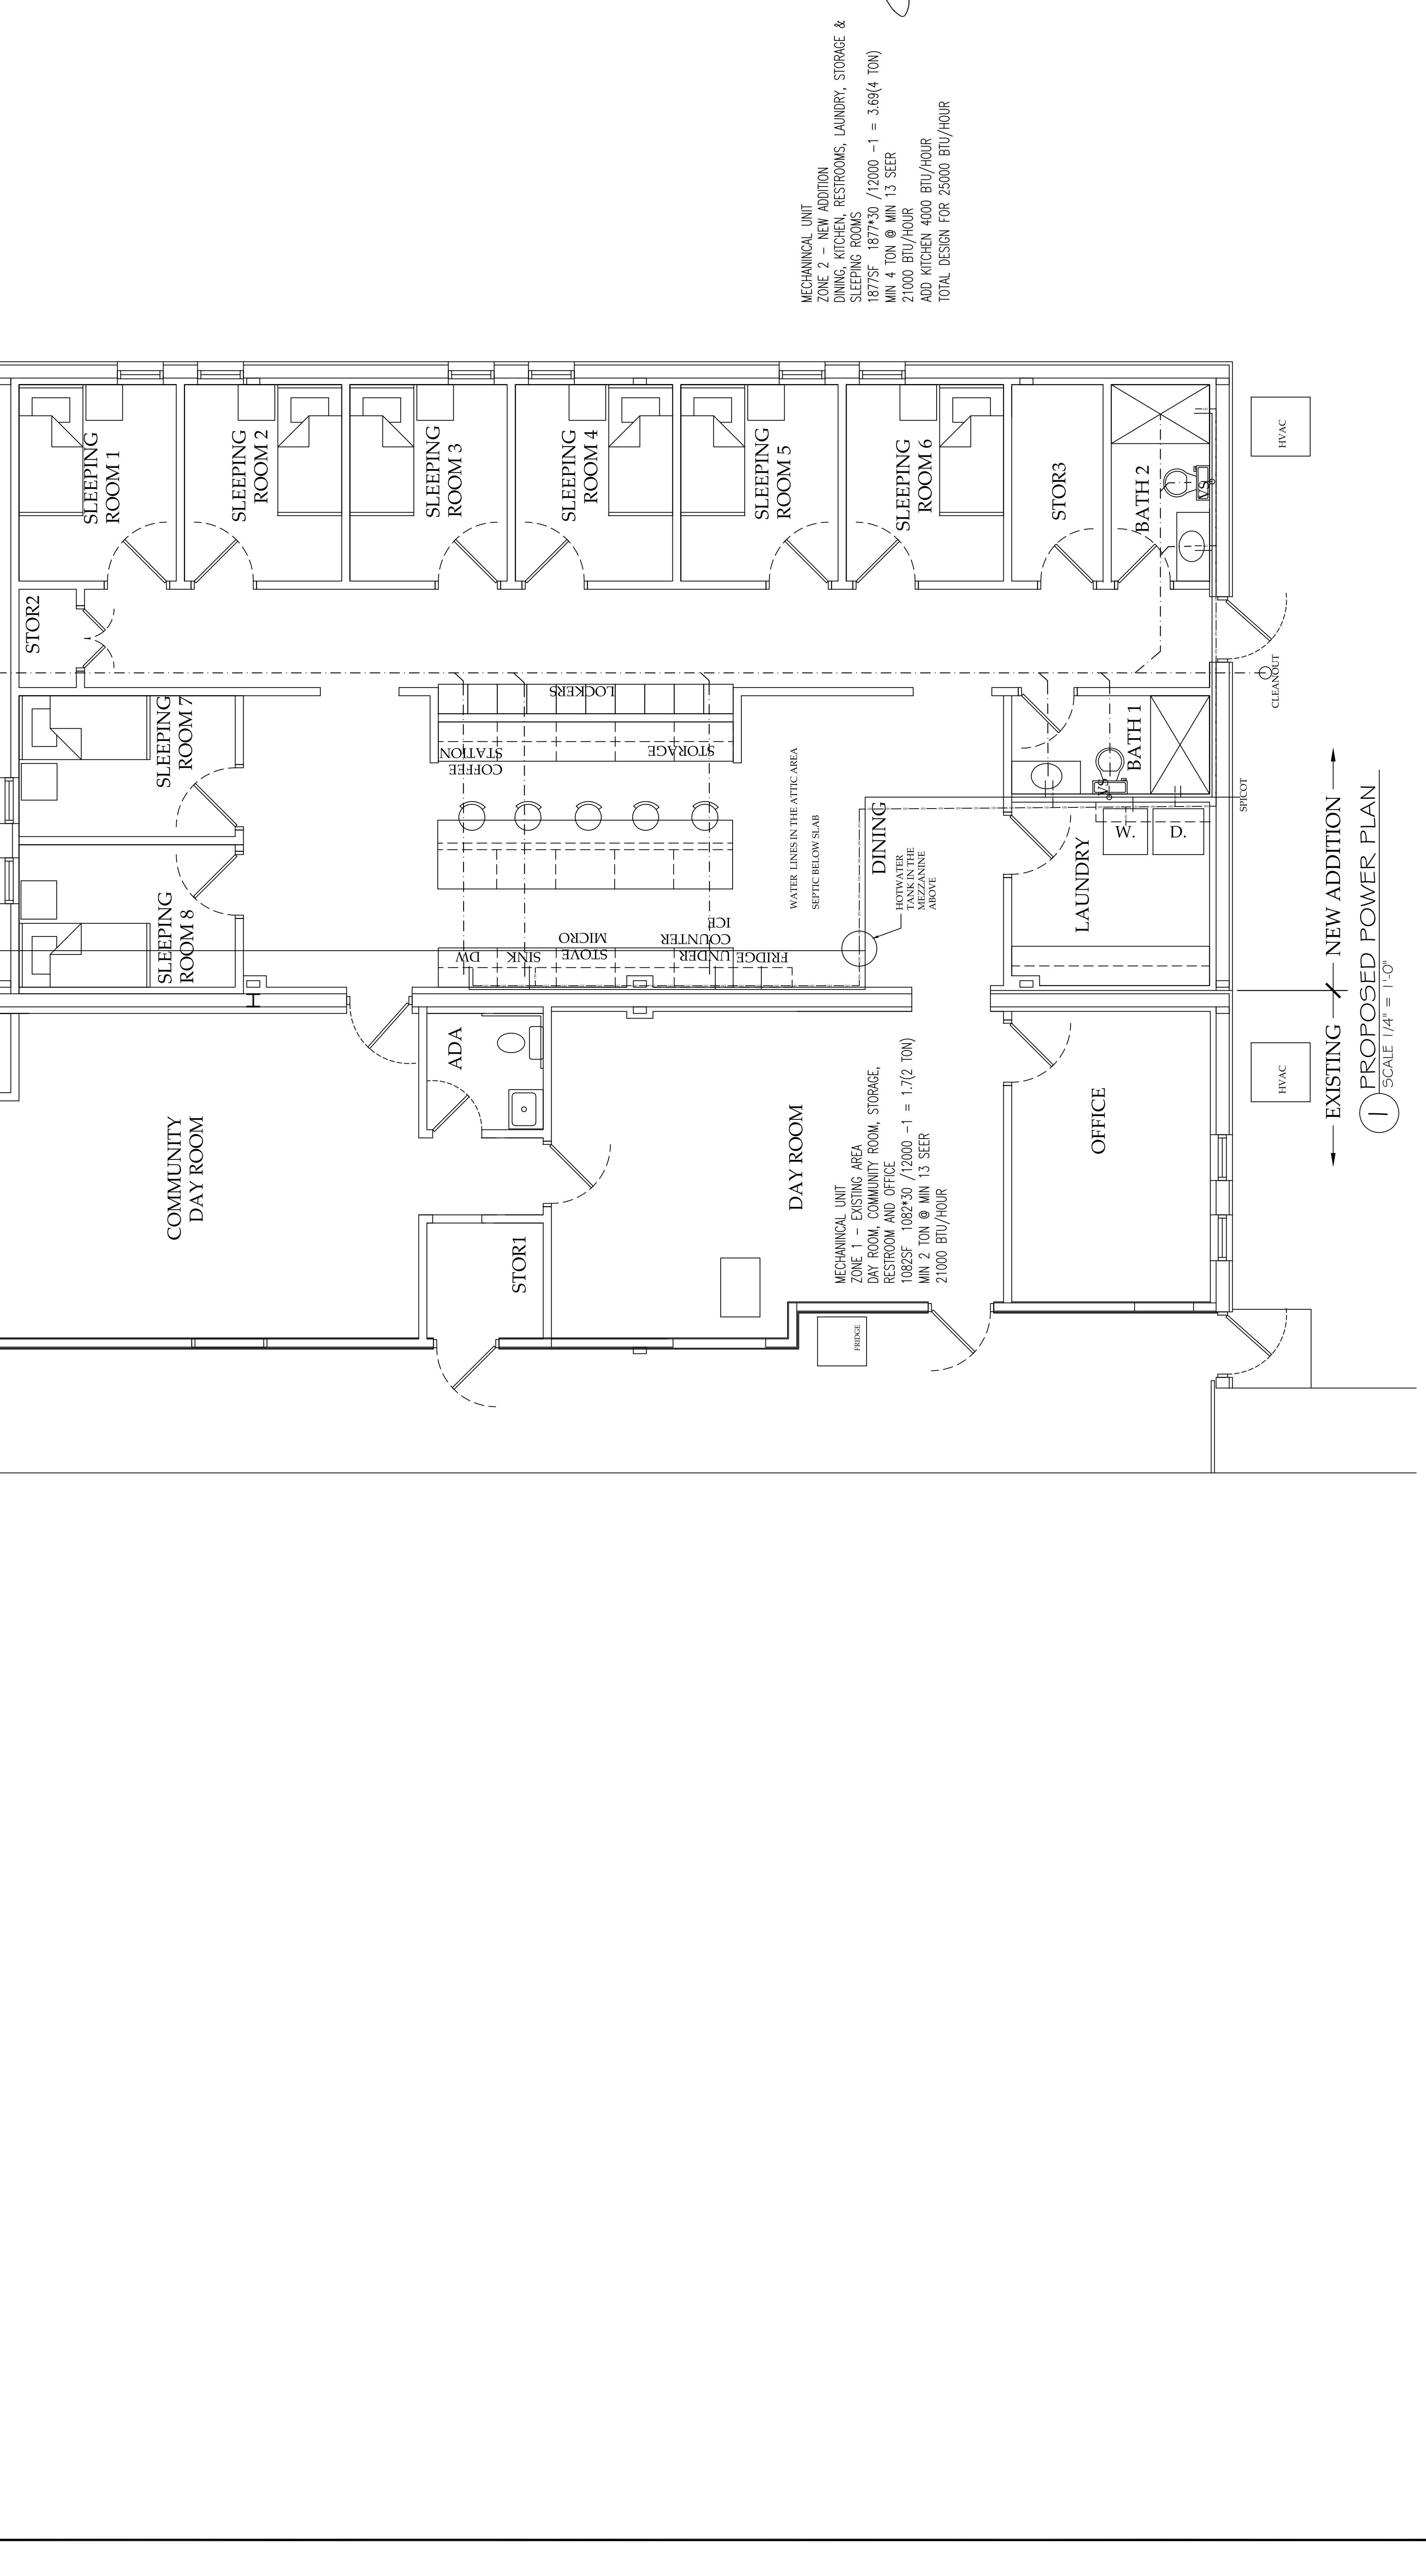 MECHANINCAL UNIT
ZONE 2 - NEW ADDITION
DINING, KITCHEN, RESTROOMS, LAUNDRY, STORAGE &
SLEEPING ROOMS
1877SF 1877*30 /12000 -1 = 3.69(4 TON)
MIN 4 TON @ MIN 13 SEER
21000 BTU/HOUR
ADD KITCHEN 4000 BTU/HOUR
TOTAL DESIGN FOR 25000 BTU/HOUR
SLEEPING
ROOM 1
SLEEPING
ROOM 2
SLEEPING
ROOM 3
SLEEPING
ROOM 4
SLEEPING
ROOM 5
SLEEPING
ROOM 6
STOR3
BATH 2
VS
HVAC
STOR2
SLEEPING
ROOM 7
SLEEPING
ROOM 8
LOCKERS
COFFEE
STATION
STORAGE
WATER LINES IN THE ATTIC AREA
SEPTIC BELOW SLAB
DINING
HOTWATER
TANK IN THE
MEZZANINE
ABOVE
DW
SINK
MICRO
STOVE
ICE
COUNTER
UNDER
FRIDGE
BATH 1
VS
W.
D.
LAUNDRY
CLEANOUT
SPICOT
COMMUNITY
DAY ROOM
ADA
STOR1
DAY ROOM
MECHANINCAL UNIT
ZONE 1 - EXISTING AREA
DAY ROOM, COMMUNITY ROOM, STORAGE,
RESTROOM AND OFFICE
1082SF 1082*30 /12000 -1 = 1.7(2 TON)
MIN 2 TON @ MIN 13 SEER
21000 BTU/HOUR
FRIDGE
OFFICE
HVAC
EXISTING
NEW ADDITION
1
PROPOSED POWER PLAN
SCALE 1/4" = 1'-0"